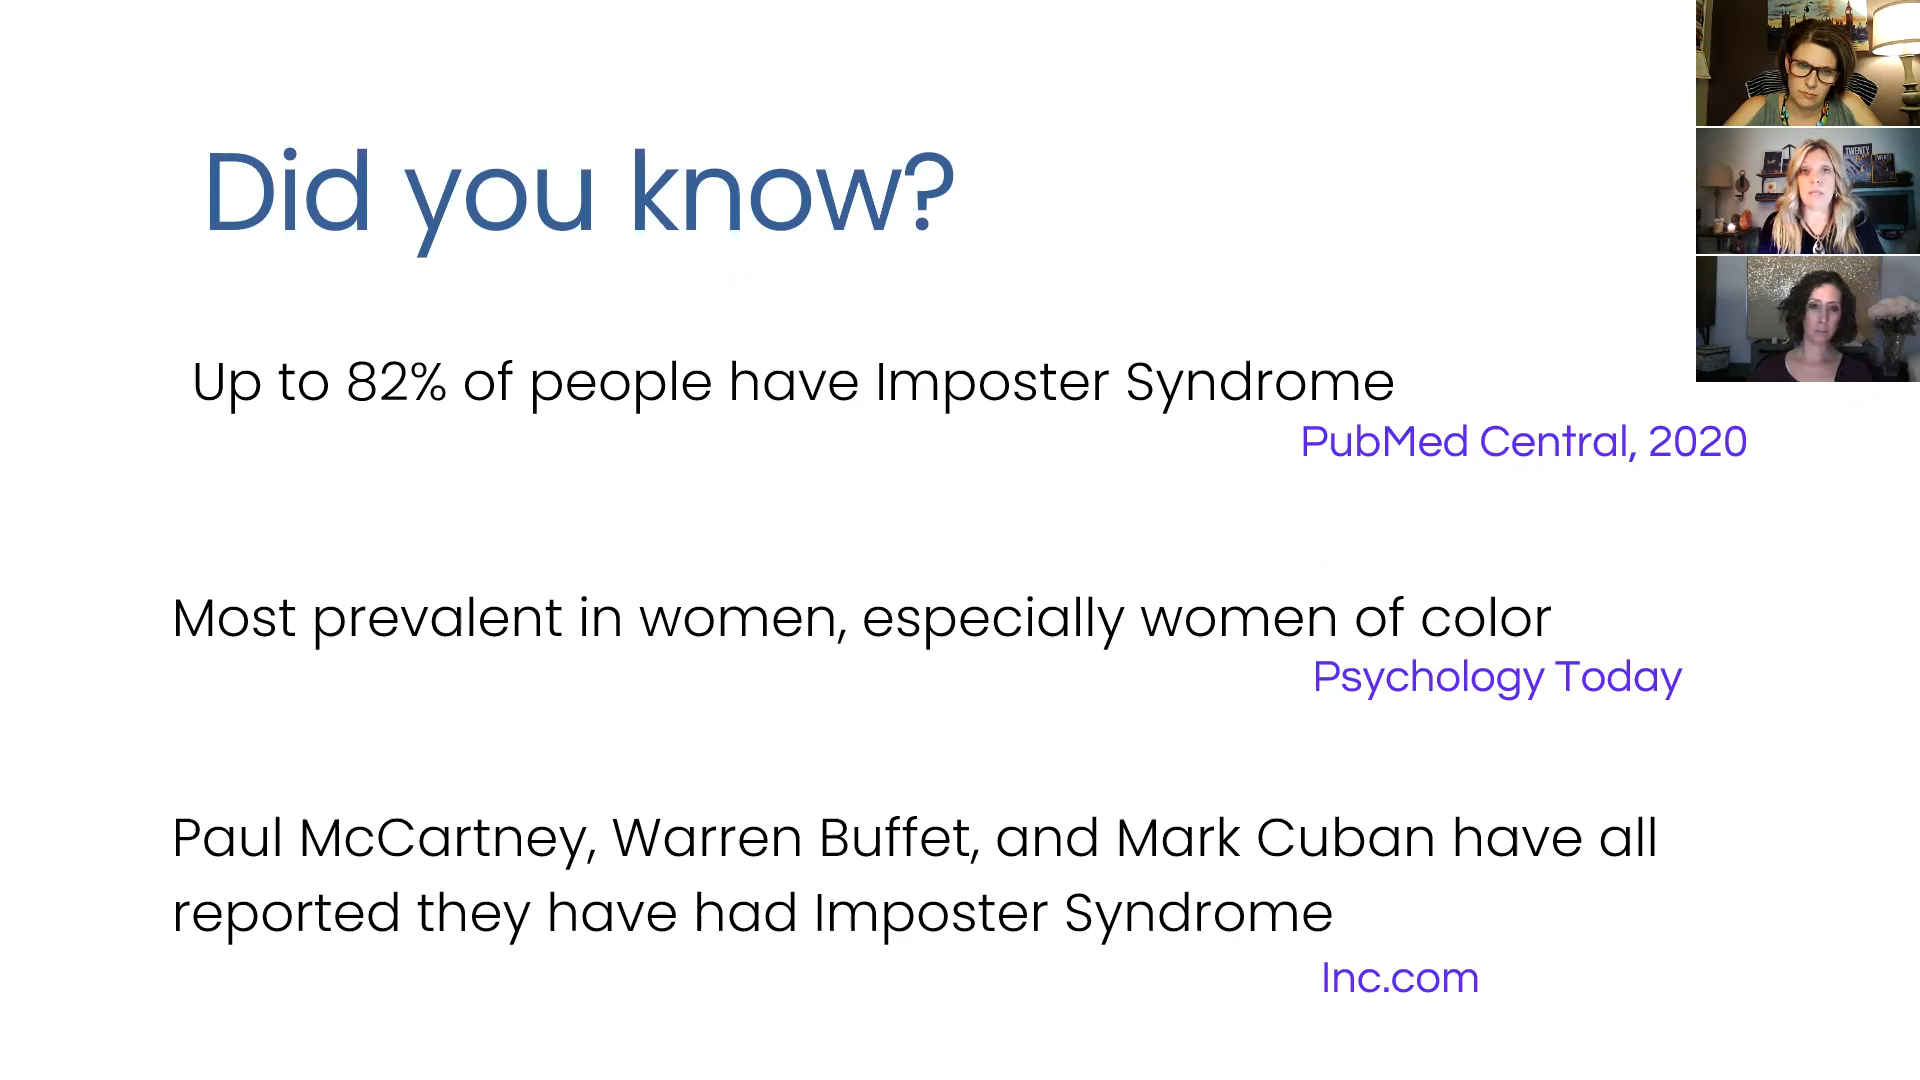 Did you know?
Up to 82% of people have Imposter Syndrome
PubMed Central, 2020
Most prevalent in women, especially women of color
Psychology Today
Paul McCartney, Warren Buffet, and Mark Cuban have all
reported they have had Imposter Syndrome
Inc.com
TWENTY
TWENTY